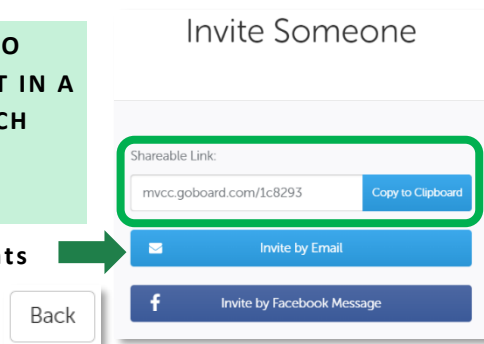 Invite Someone
O
T IN A
CH
Shareable Link:
mvcc.goboard.com/1c8293
Copy to Clipboard
Invite by Email
ts
f
Invite by Facebook Message
Back